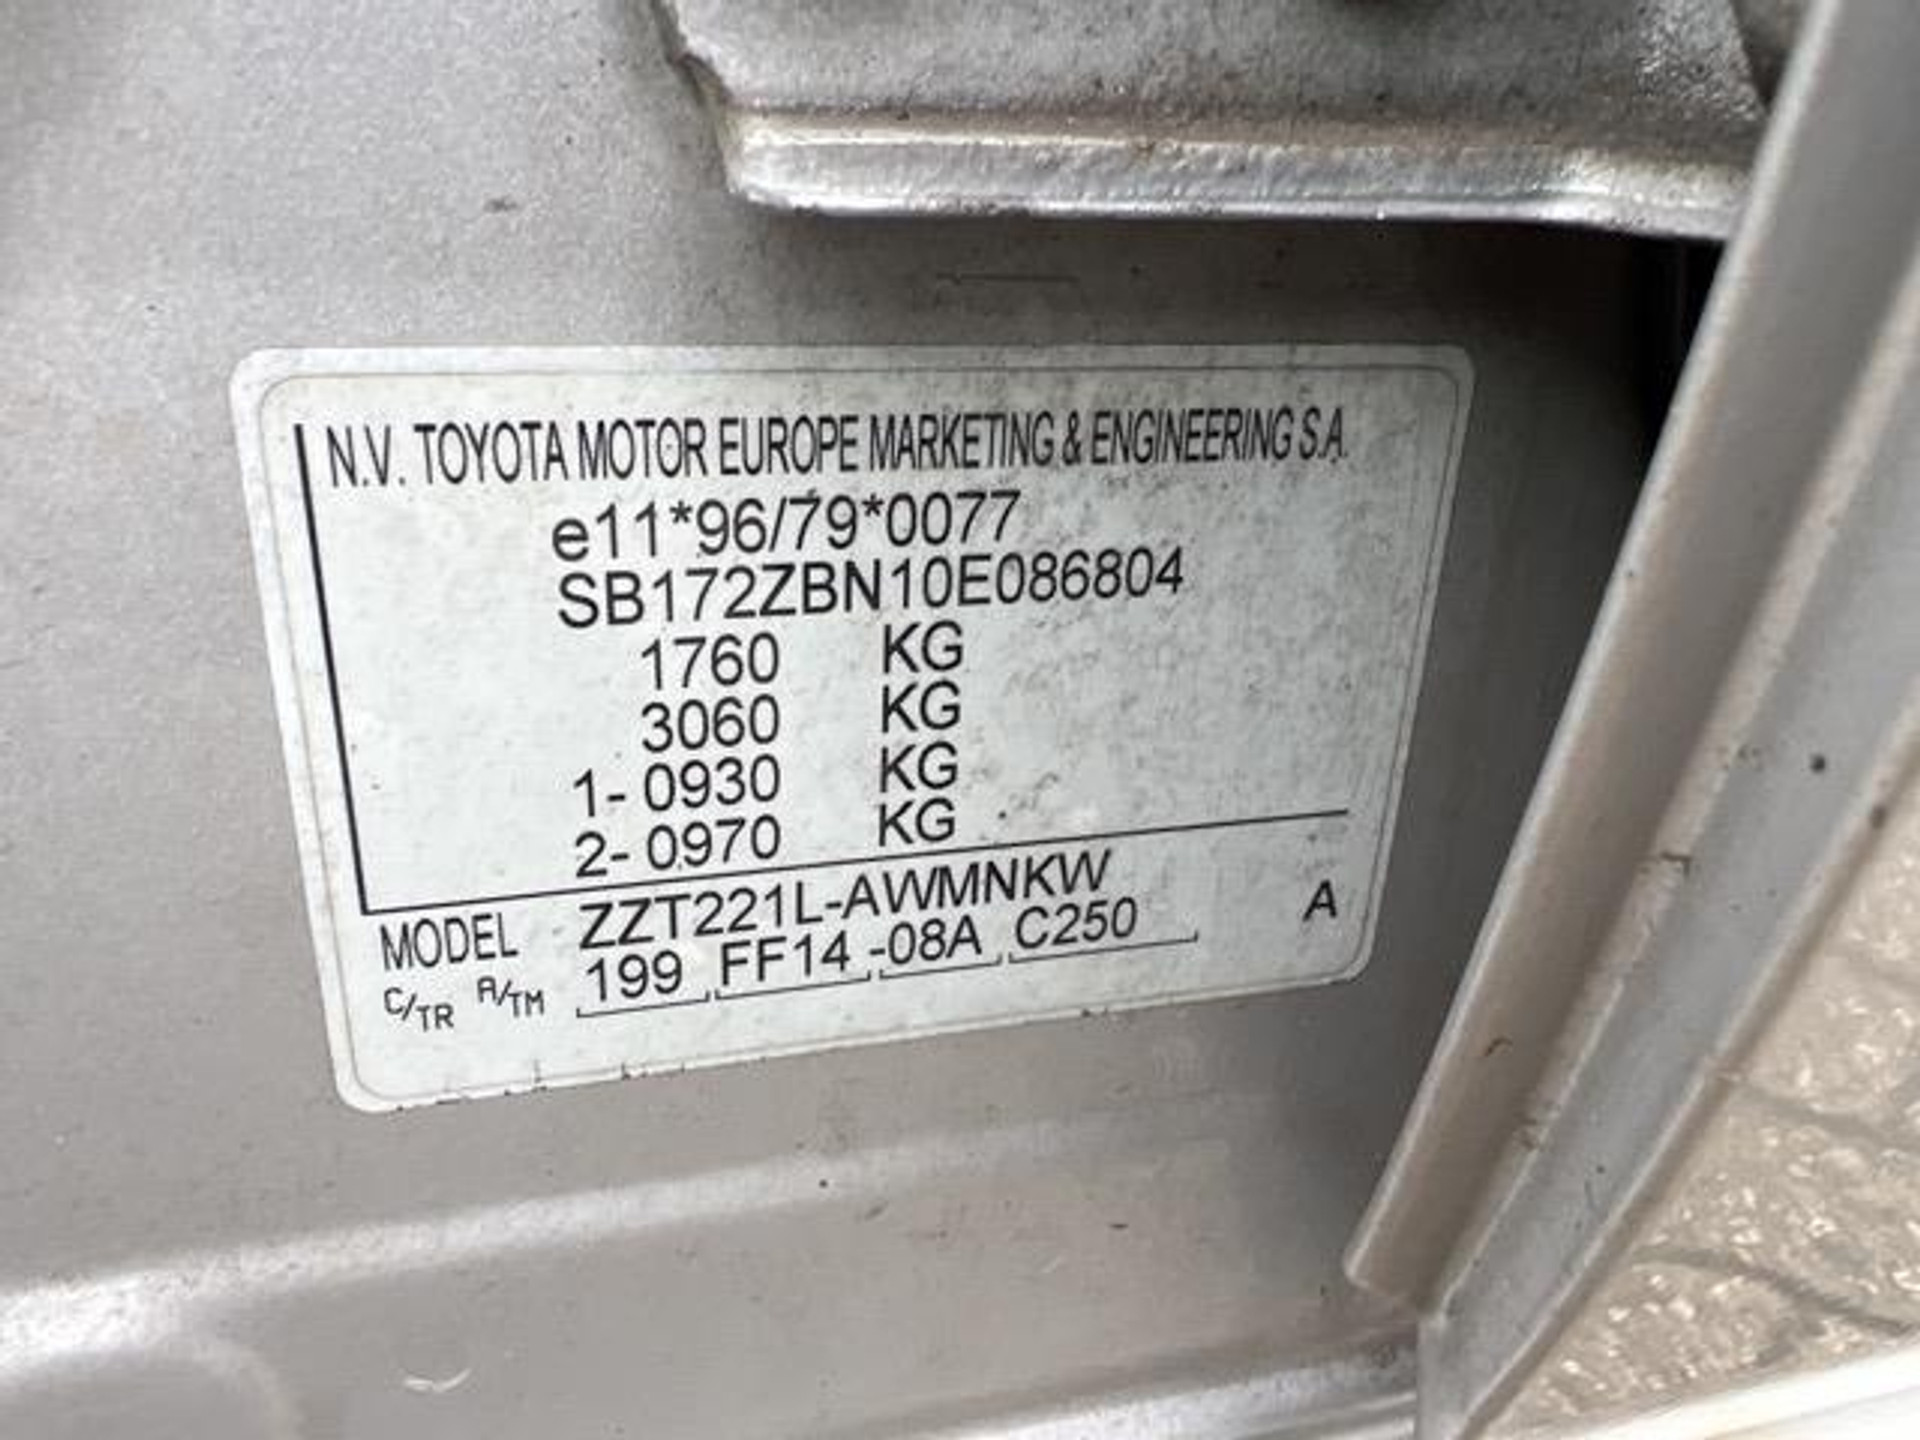 N.V. TOYOTA MOTOR EUROPE MARKETING & ENGINEERING S.A.
e11*96/79*0077
SB172ZBN10E086804
1760 KG
3060 KG
1- 0930 KG
2- 0970 KG
MODEL ZZT221L-AWMNKW
C/TR A/TM 199 FF14 -08A C250 A